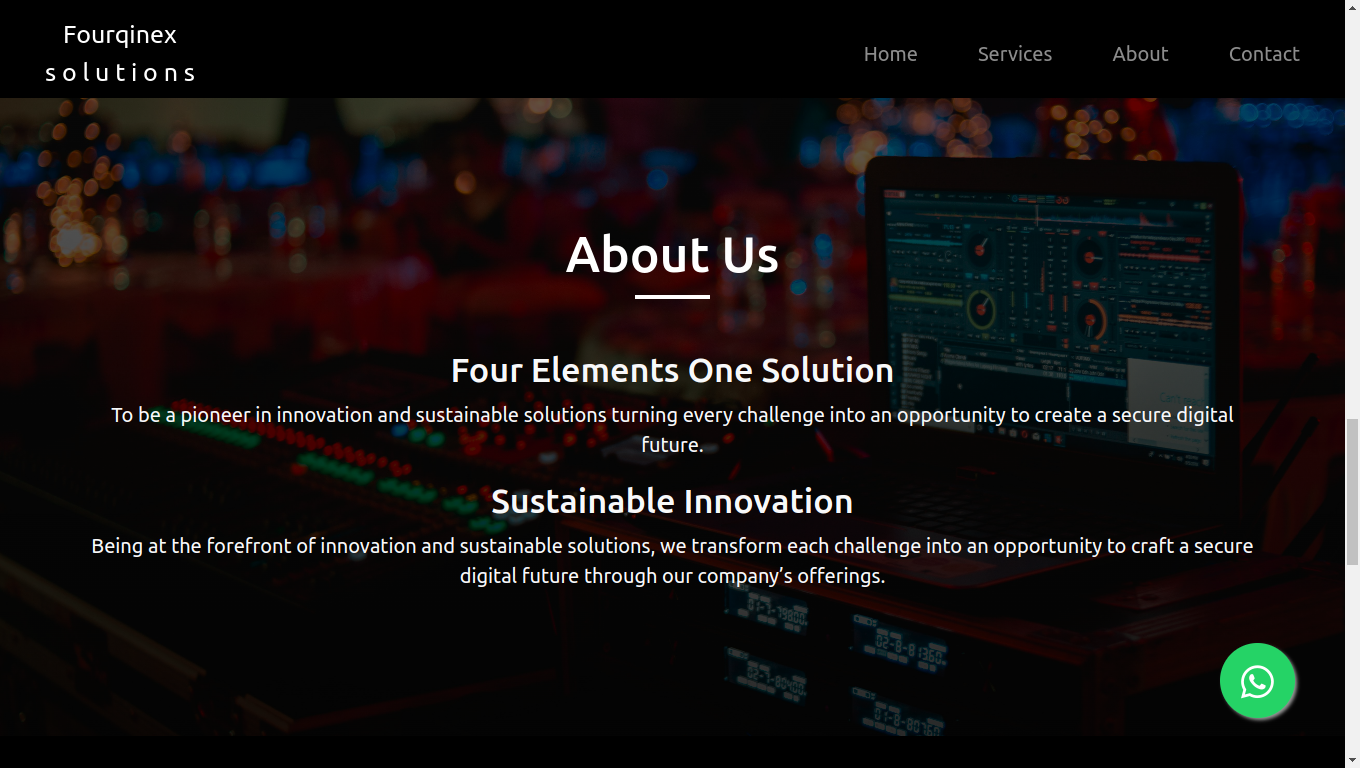 Fourqinex
solutions
Home Services About Contact
About Us
Four Elements One Solution
To be a pioneer in innovation and sustainable solutions turning every challenge into an opportunity to create a secure digital
future.
Sustainable Innovation
Being at the forefront of innovation and sustainable solutions, we transform each challenge into an opportunity to craft a secure
digital future through our company’s offerings.